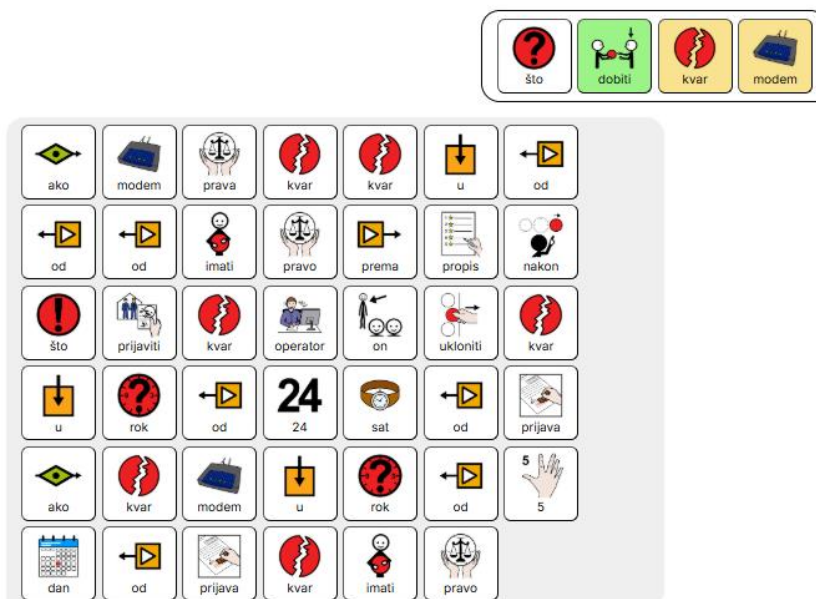 što dobiti kvar modem
ako modem prava kvar kvar u od
od od imati pravo prema propis nakon
što prijaviti kvar operator on ukloniti kvar
u rok od 24 24 sat od prijava
ako kvar modem u rok od 5 5
dan od prijava kvar imati pravo